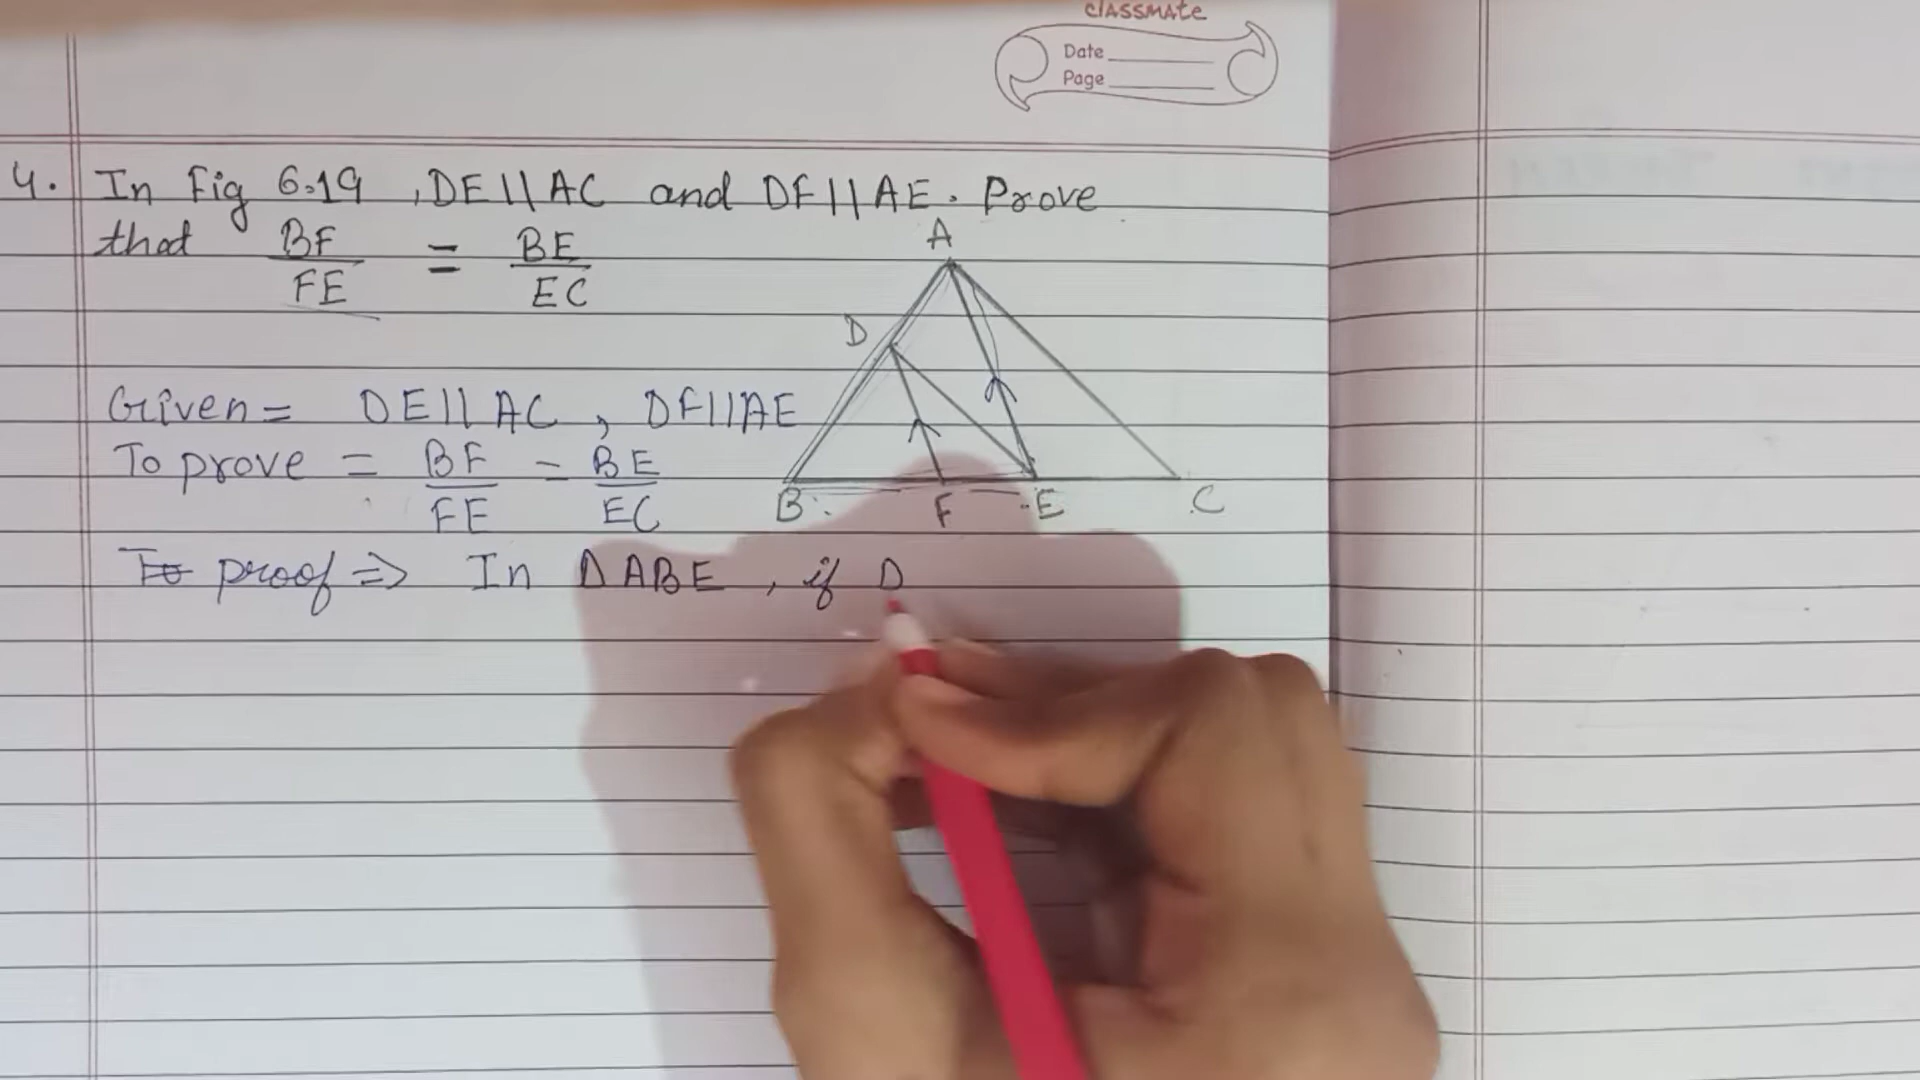 classmate
Date
Page
4. In Fig 6.19 , DE||AC and DF||AE. Prove
that BF/FE = BE/EC
A
D
B F E C
Given = DE||AC , DF||AE
To prove = BF/FE = BE/EC
To proof => In ΔABE , if D